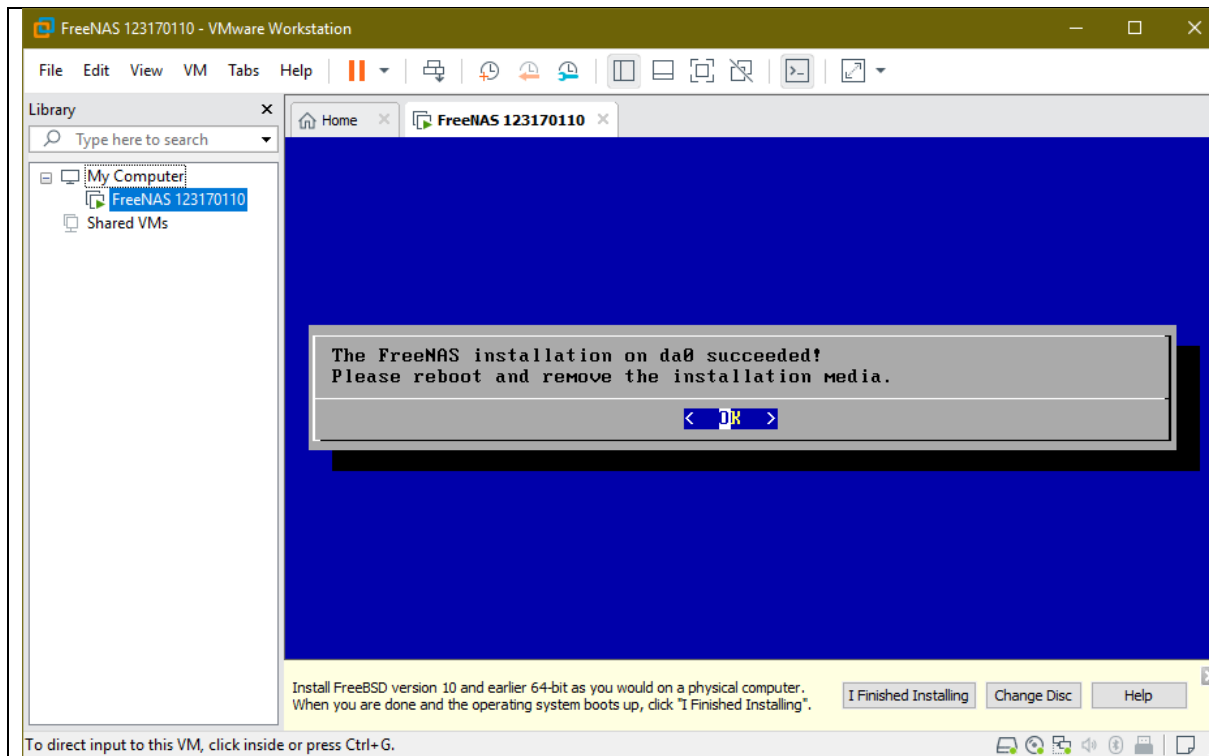 FreeNAS 123170110 - VMware Workstation
File Edit View VM Tabs Help
Library
Type here to search
My Computer
FreeNAS 123170110
Shared VMs
Home
FreeNAS 123170110
The FreeNAS installation on da0 succeeded!
Please reboot and remove the installation media.
< OK >
Install FreeBSD version 10 and earlier 64-bit as you would on a physical computer.
When you are done and the operating system boots up, click "I Finished Installing".
I Finished Installing
Change Disc
Help
To direct input to this VM, click inside or press Ctrl+G.